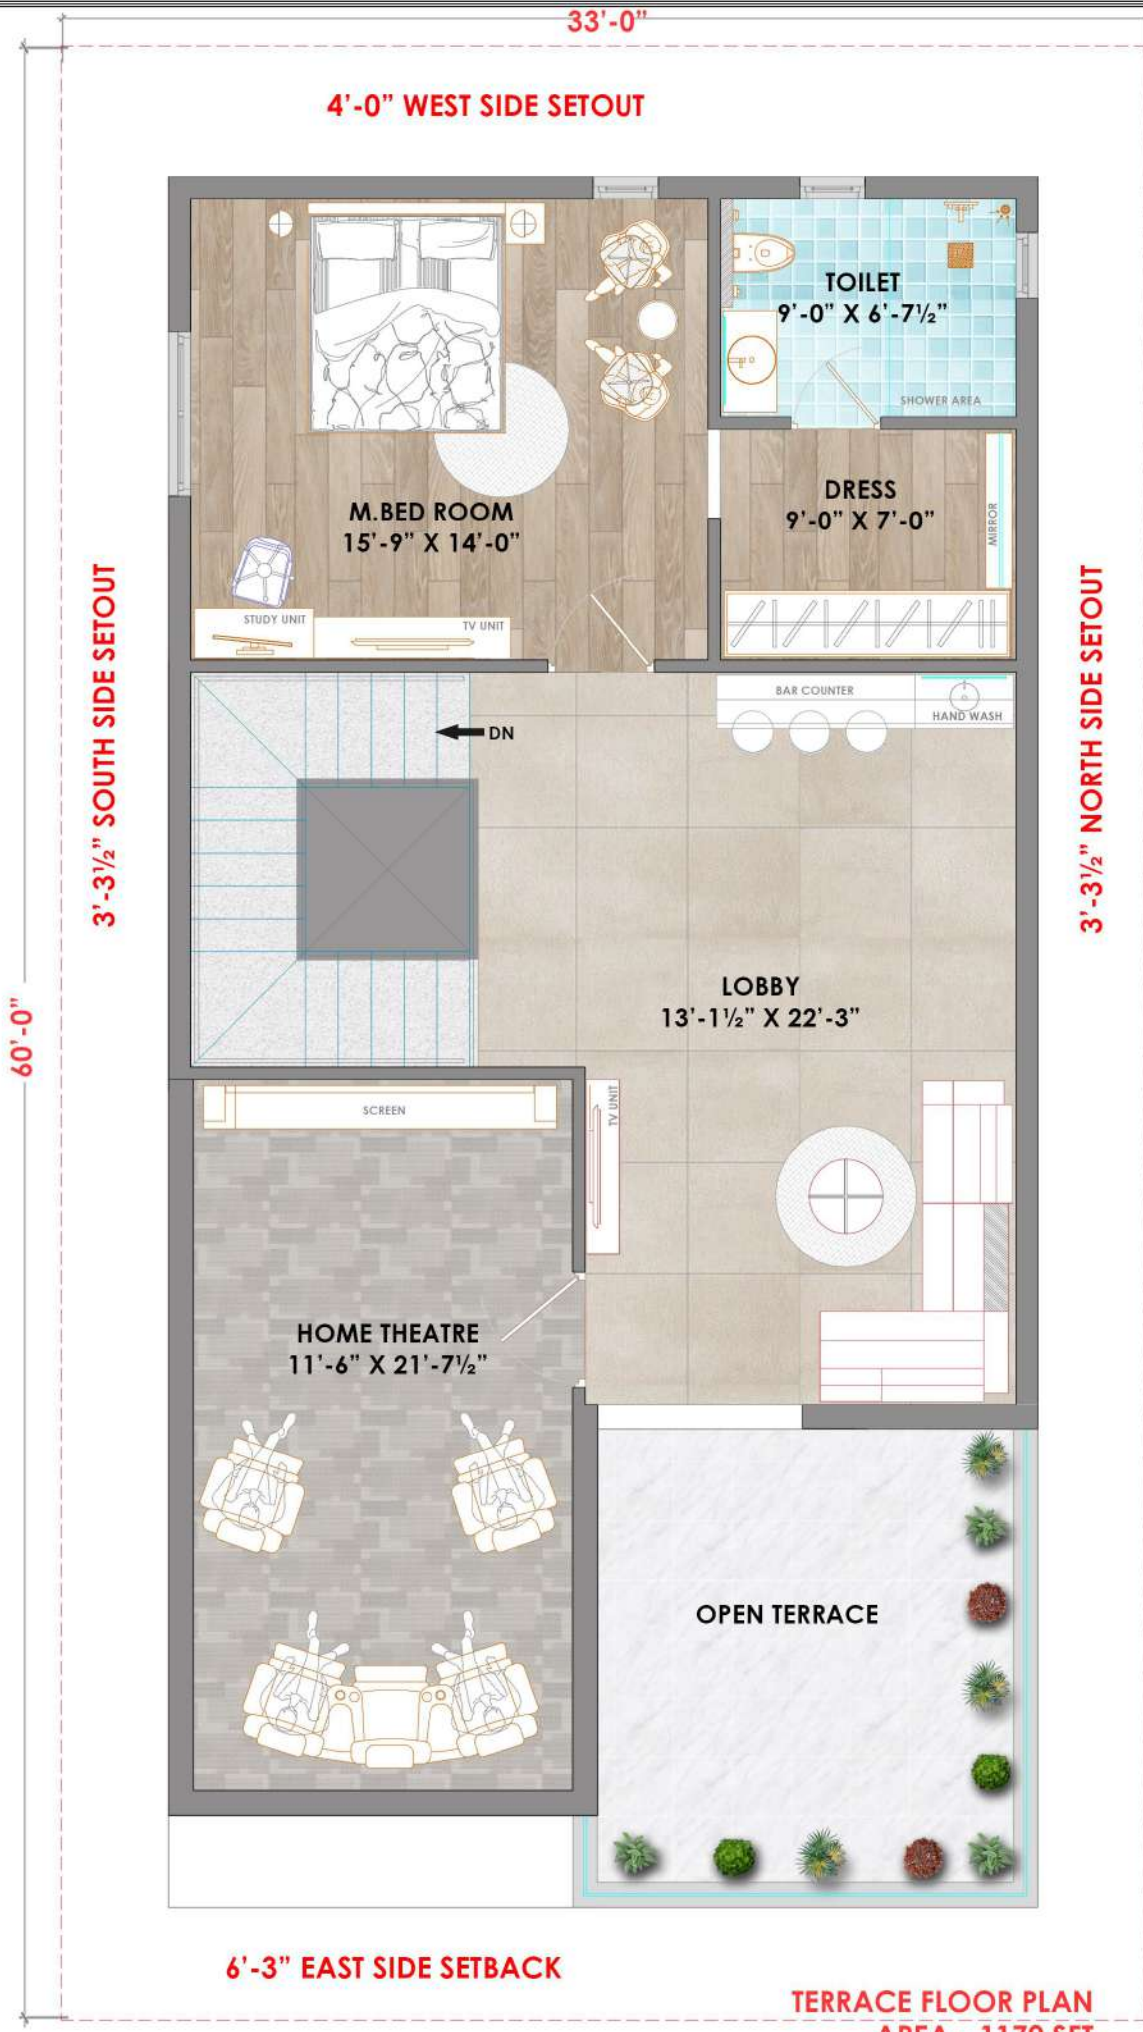 33'-0"
4'-0" WEST SIDE SETOUT
TOILET
9'-0" X 6'-7½"
SHOWER AREA
DRESS
9'-0" X 7'-0"
MIRROR
M.BED ROOM
15'-9" X 14'-0"
STUDY UNIT
TV UNIT
3'-3½" SOUTH SIDE SETOUT
3'-3½" NORTH SIDE SETOUT
BAR COUNTER
HAND WASH
DN
60'-0"
LOBBY
13'-1½" X 22'-3"
SCREEN
TV UNIT
HOME THEATRE
11'-6" X 21'-7½"
OPEN TERRACE
6'-3" EAST SIDE SETBACK
TERRACE FLOOR PLAN